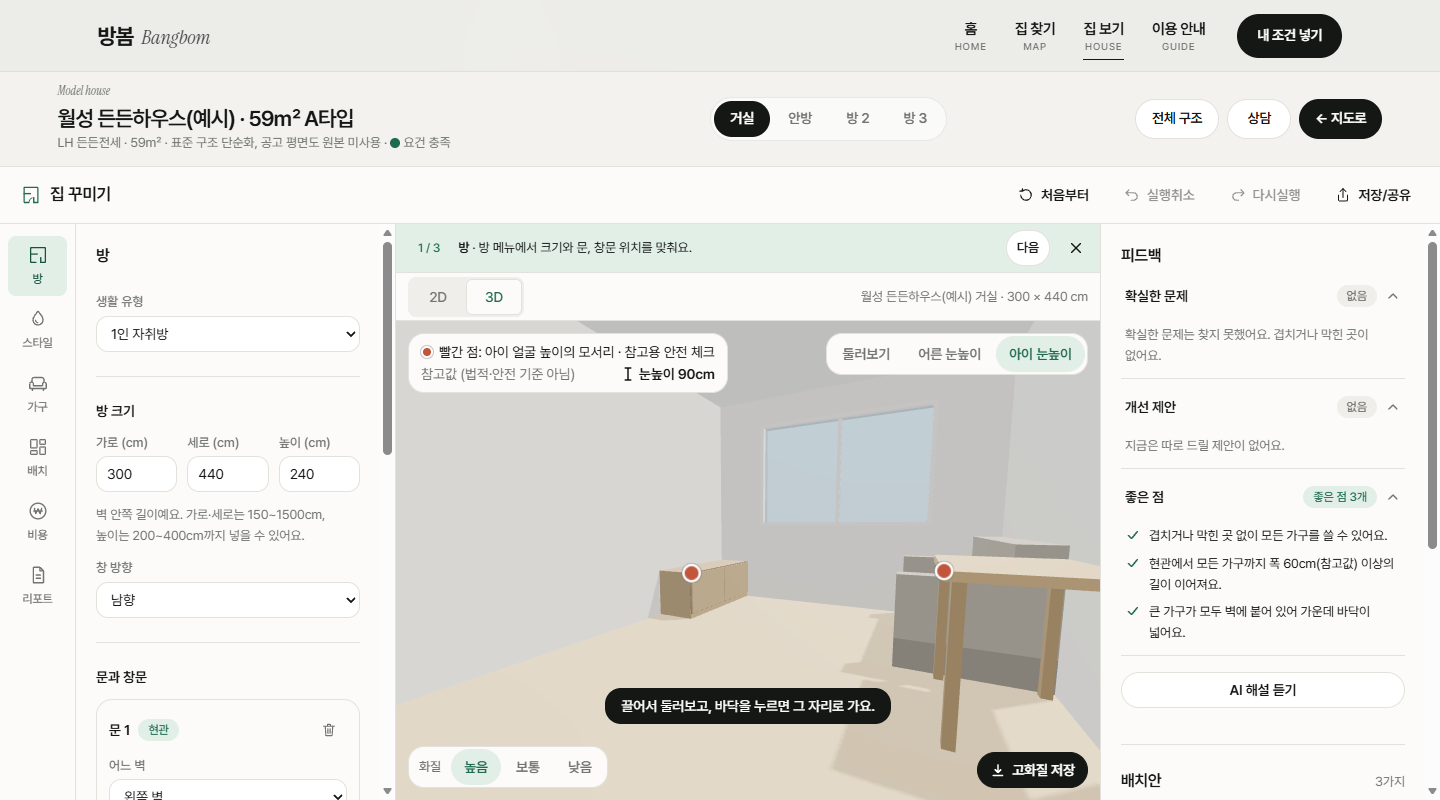 방봄 Bangbom
홈
HOME
집 찾기
MAP
집 보기
HOUSE
이용 안내
GUIDE
내 조건 넣기
Model house
월성 든든하우스(예시) · 59m² A타입
LH 든든전세 · 59m² · 표준 구조 단순화, 공고 평면도 원본 미사용 · 요건 충족
거실
안방
방 2
방 3
전체 구조
상담
← 지도로
집 꾸미기
처음부터
실행취소
다시실행
저장/공유
방
스타일
가구
배치
비용
리포트
방
생활 유형
1인 자취방
방 크기
가로 (cm)
세로 (cm)
높이 (cm)
300
440
240
벽 안쪽 길이예요. 가로·세로는 150~1500cm,
높이는 200~400cm까지 넣을 수 있어요.
창 방향
남향
문과 창문
문 1
현관
어느 벽
왼쪽 벽
1 / 3
방 · 방 메뉴에서 크기와 문, 창문 위치를 맞춰요.
다음
2D
3D
월성 든든하우스(예시) 거실 · 300 × 440 cm
빨간 점: 아이 얼굴 높이의 모서리 · 참고용 안전 체크
참고값 (법적·안전 기준 아님)
눈높이 90cm
둘러보기
어른 눈높이
아이 눈높이
끌어서 둘러보고, 바닥을 누르면 그 자리로 가요.
화질
높음
보통
낮음
고화질 저장
피드백
확실한 문제
없음
확실한 문제는 찾지 못했어요. 겹치거나 막힌 곳이
없어요.
개선 제안
없음
지금은 따로 드릴 제안이 없어요.
좋은 점
좋은 점 3개
겹치거나 막힌 곳 없이 모든 가구를 쓸 수 있어요.
현관에서 모든 가구까지 폭 60cm(참고값) 이상의
길이 이어져요.
큰 가구가 모두 벽에 붙어 있어 가운데 바닥이
넓어요.
AI 해설 듣기
배치안
3가지